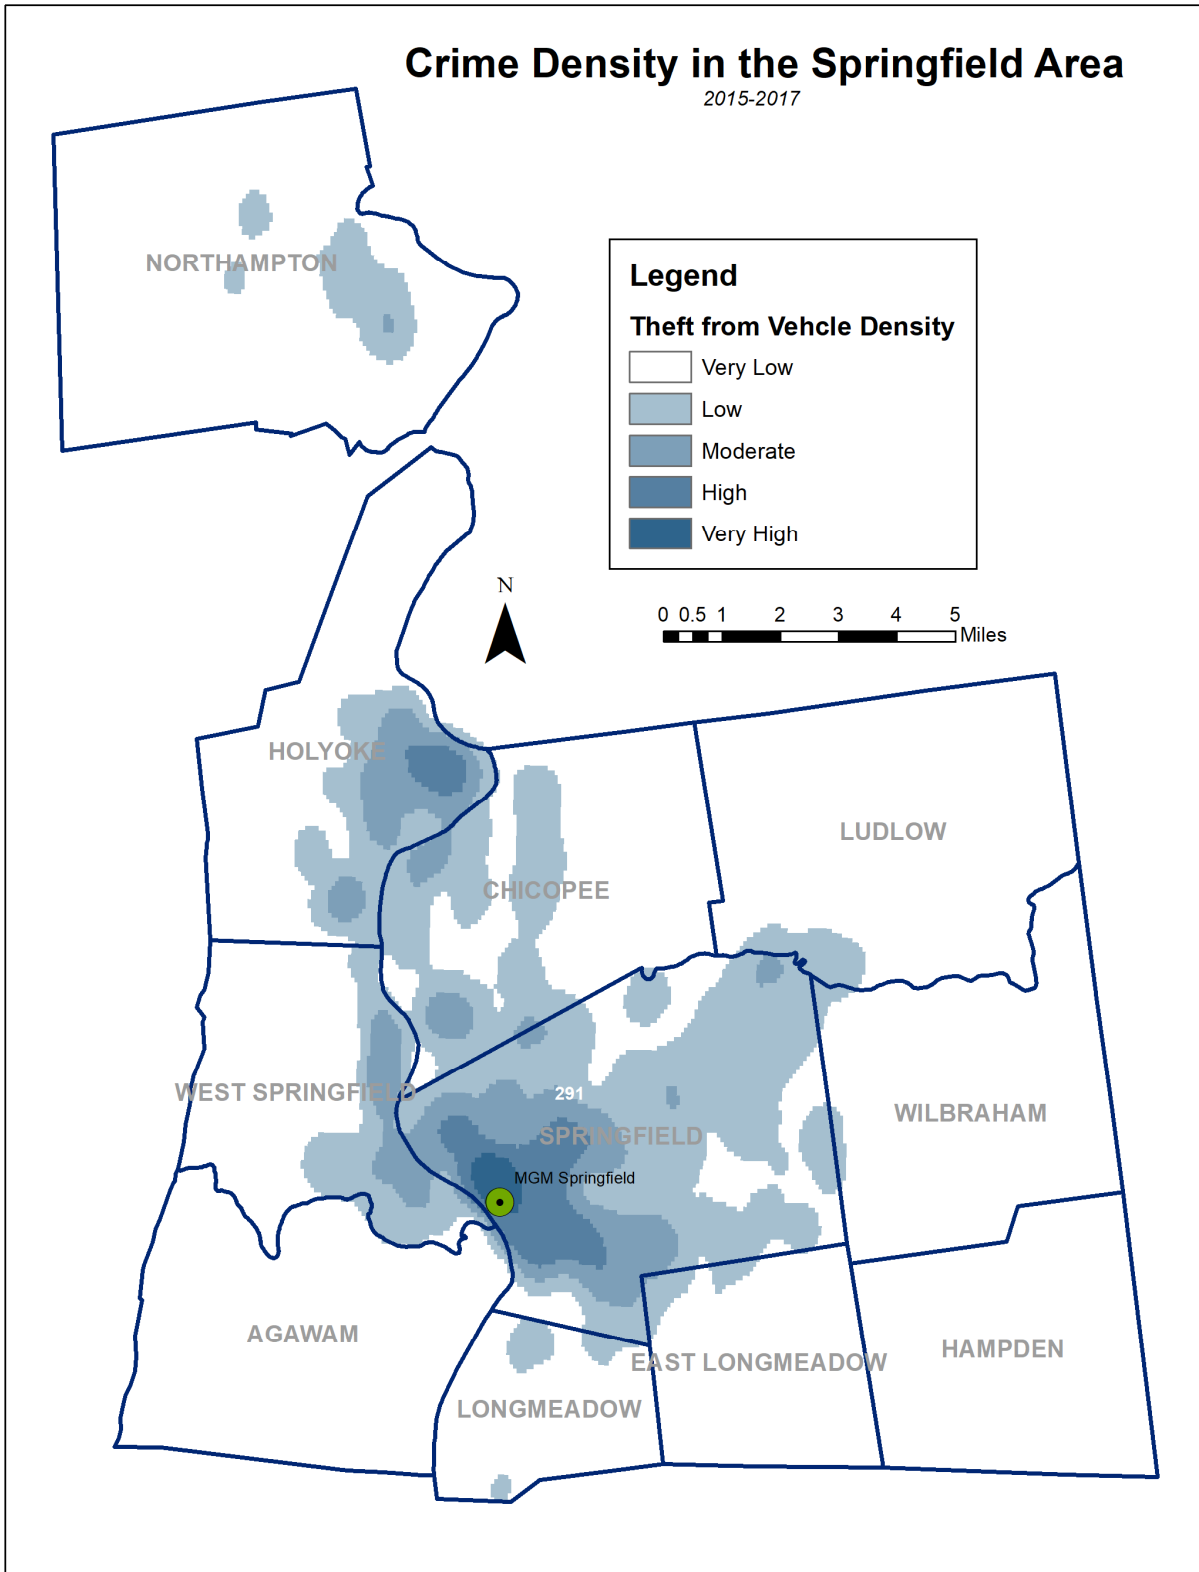 Crime Density in the Springfield Area
2015-2017
NORTHAMPTON
Legend
Theft from Vehcle Density
Very Low
Low
Moderate
High
Very High
N
0 0.5 1 2 3 4 5
Miles
HOLYOKE
LUDLOW
CHICOPEE
WEST SPRINGFIELD
291
WILBRAHAM
SPRINGFIELD
MGM Springfield
AGAWAM
HAMPDEN
EAST LONGMEADOW
LONGMEADOW